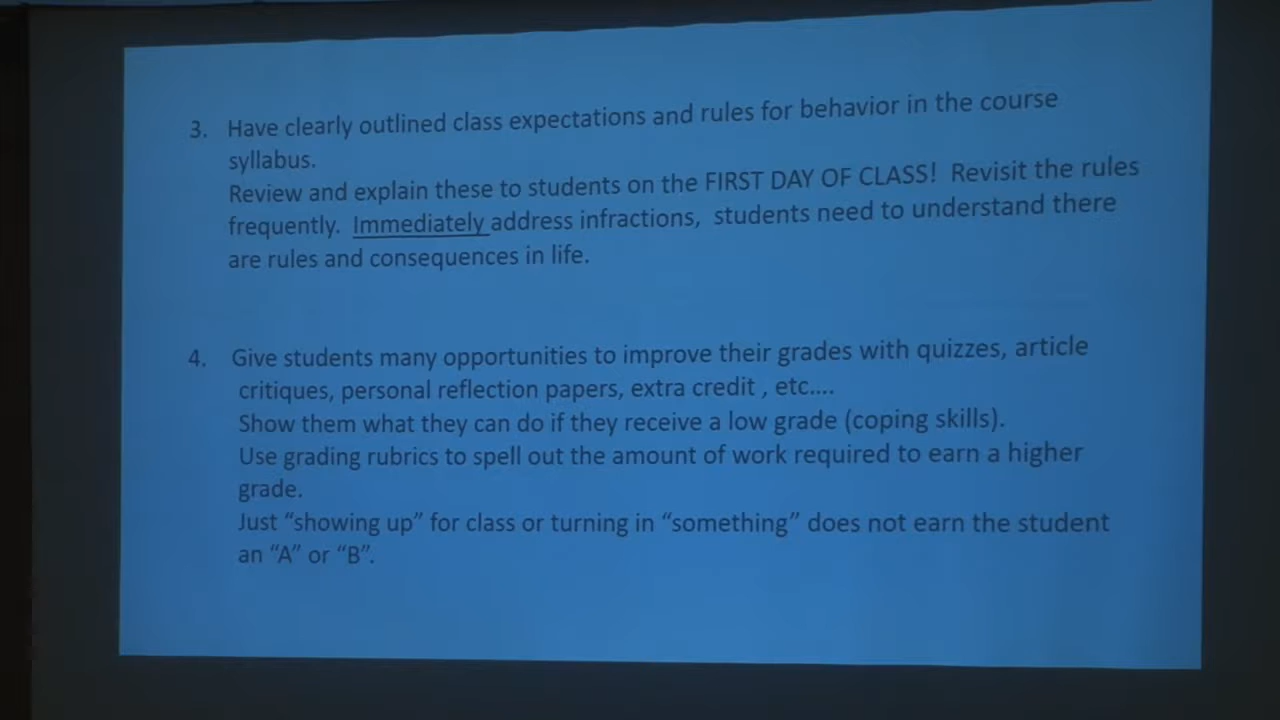 3. Have clearly outlined class expectations and rules for behavior in the course
syllabus.
Review and explain these to students on the FIRST DAY OF CLASS! Revisit the rules
frequently. Immediately address infractions, students need to understand there
are rules and consequences in life.
4. Give students many opportunities to improve their grades with quizzes, article
critiques, personal reflection papers, extra credit , etc....
Show them what they can do if they receive a low grade (coping skills).
Use grading rubrics to spell out the amount of work required to earn a higher
grade.
Just “showing up” for class or turning in “something” does not earn the student
an “A” or “B”.